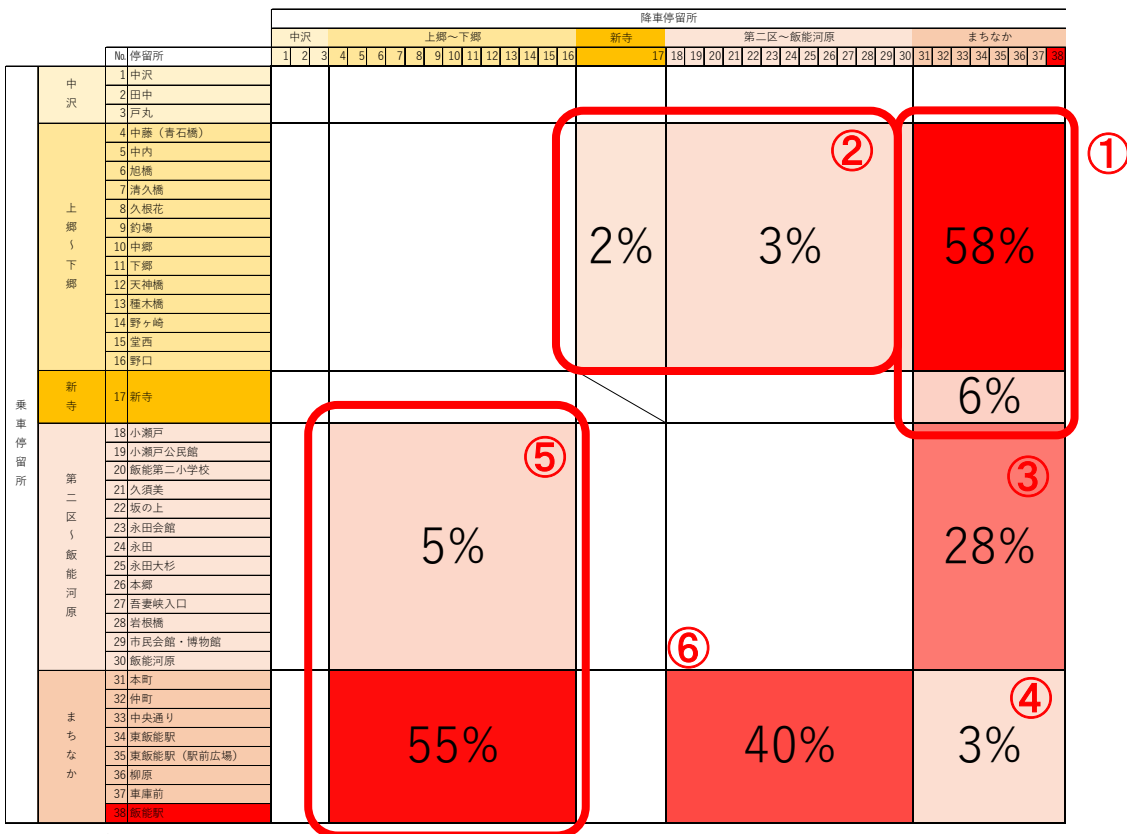 降車停留所
中沢 上郷～下郷 新寺 第二区～飯能河原 まちなか
No. 停留所 1 2 3 4 5 6 7 8 9 10 11 12 13 14 15 16 17 18 19 20 21 22 23 24 25 26 27 28 29 30 31 32 33 34 35 36 37 38
乗車停留所
中沢
1 中沢
2 田中
3 戸丸
上郷～下郷
4 中藤（青石橋）
5 中内
6 旭橋
7 清久橋
8 久根花
9 釣場
10 中郷
11 下郷
12 天神橋
13 種木橋
14 野ヶ崎
15 堂西
16 野口
②
①
2% 3% 58%
新寺
17 新寺
6%
第二区～飯能河原
18 小瀬戸
19 小瀬戸公民館
20 飯能第二小学校
21 久須美
22 坂の上
23 永田会館
24 永田
25 永田大杉
26 本郷
27 吾妻峡入口
28 岩根橋
29 市民会館・博物館
30 飯能河原
⑤ ③
5% 28%
⑥
まちなか
31 本町
32 仲町
33 中央通り
34 東飯能駅
35 東飯能駅（駅前広場）
36 柳原
37 車庫前
38 飯能駅
④
55% 40% 3%